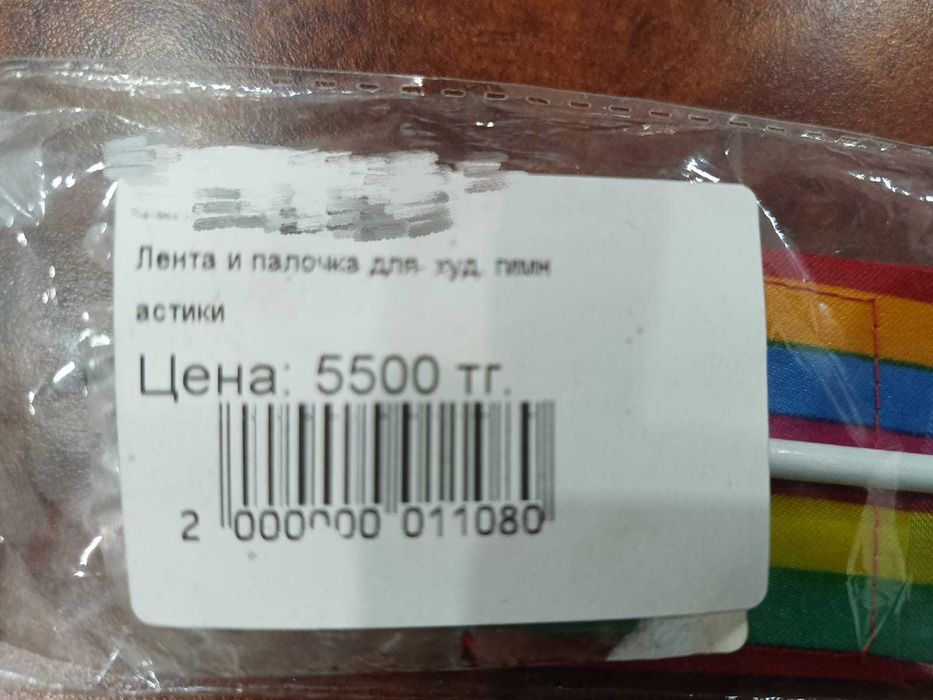 Лента и палочка для худ. гимн
астики
Цена: 5500 тг.
2 000000 011080